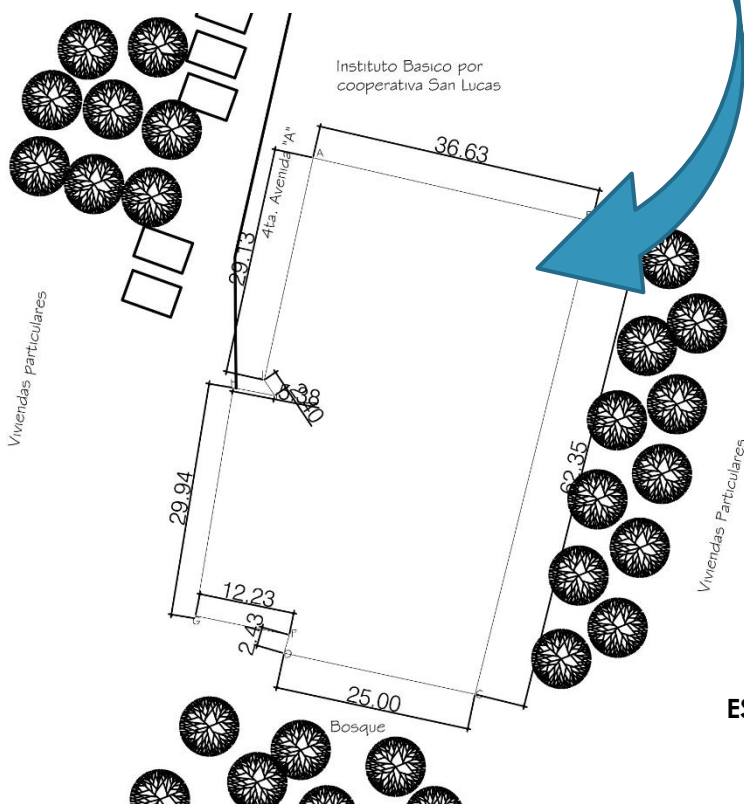 Instituto Basico por
cooperativa San Lucas
36.63
A
4ta. Avenida "A"
29.13
Viviendas particulares
29.94
62.35
Viviendas Particulares
12.23
G
F
2.43
D
C
25.00
Bosque
ES